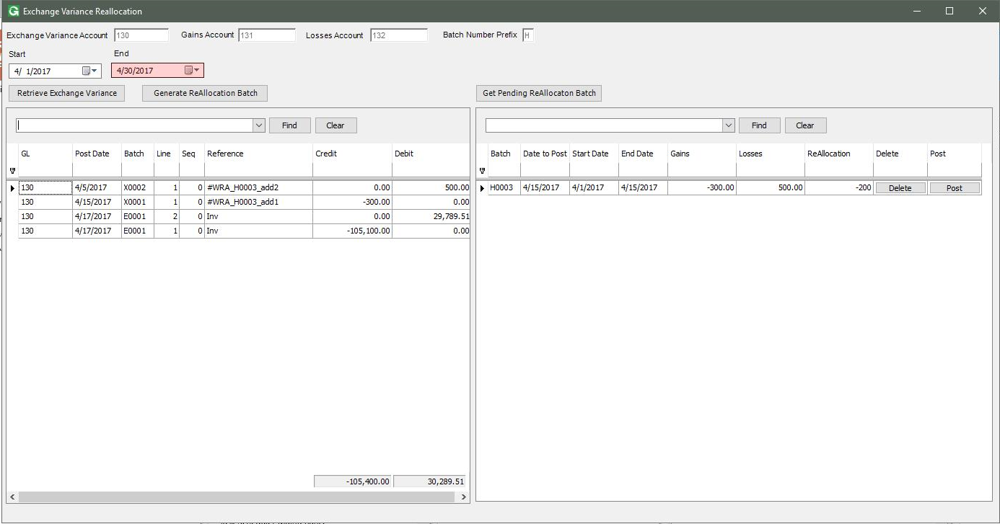 Exchange Variance Reallocation
Exchange Variance Account 130 Gains Account 131 Losses Account 132 Batch Number Prefix H
Start End
4/ 1/2017 4/30/2017
Retrieve Exchange Variance Generate ReAllocation Batch Get Pending ReAllocaton Batch
Find Clear Find Clear
GL Post Date Batch Line Seq Reference Credit Debit Batch Date to Post Start Date End Date Gains Losses ReAllocation Delete Post
130 4/5/2017 X0002 1 0 #WRA_H0003_add2 0.00 500.00 H0003 4/15/2017 4/1/2017 4/15/2017 -300.00 500.00 -200 Delete Post
130 4/15/2017 X0001 1 0 #WRA_H0003_add1 -300.00 0.00
130 4/17/2017 E0001 2 0 Inv 0.00 29,789.51
130 4/17/2017 E0001 1 0 Inv -105,100.00 0.00
-105,400.00 30,289.51